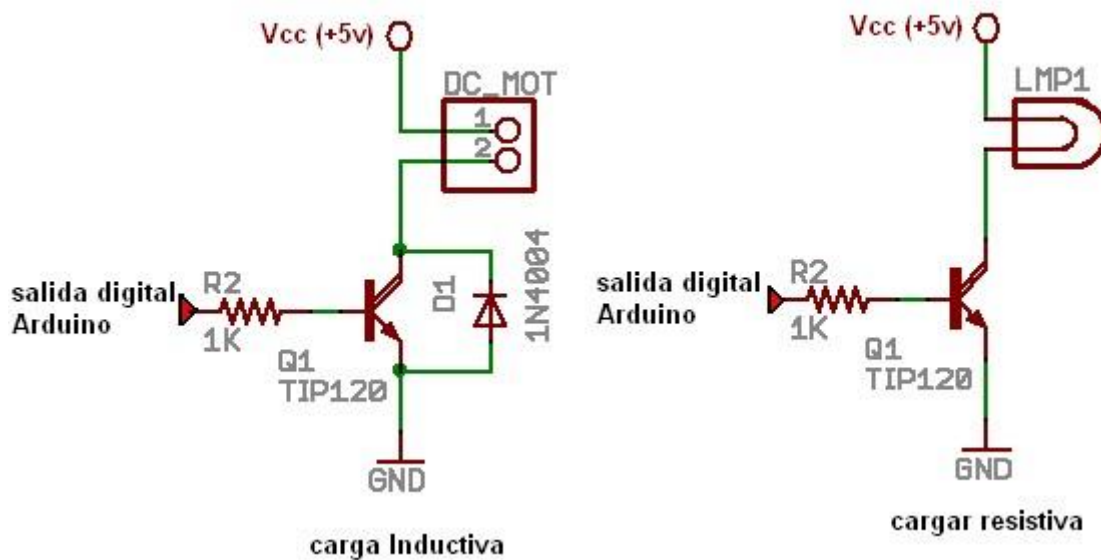 Vcc (+5v)
DC_MOT
1
2
salida digital
Arduino
R2
1K
Q1
TIP120
D1
1N4004
GND
carga Inductiva
Vcc (+5v)
LMP1
salida digital
Arduino
R2
1K
Q1
TIP120
GND
cargar resistiva